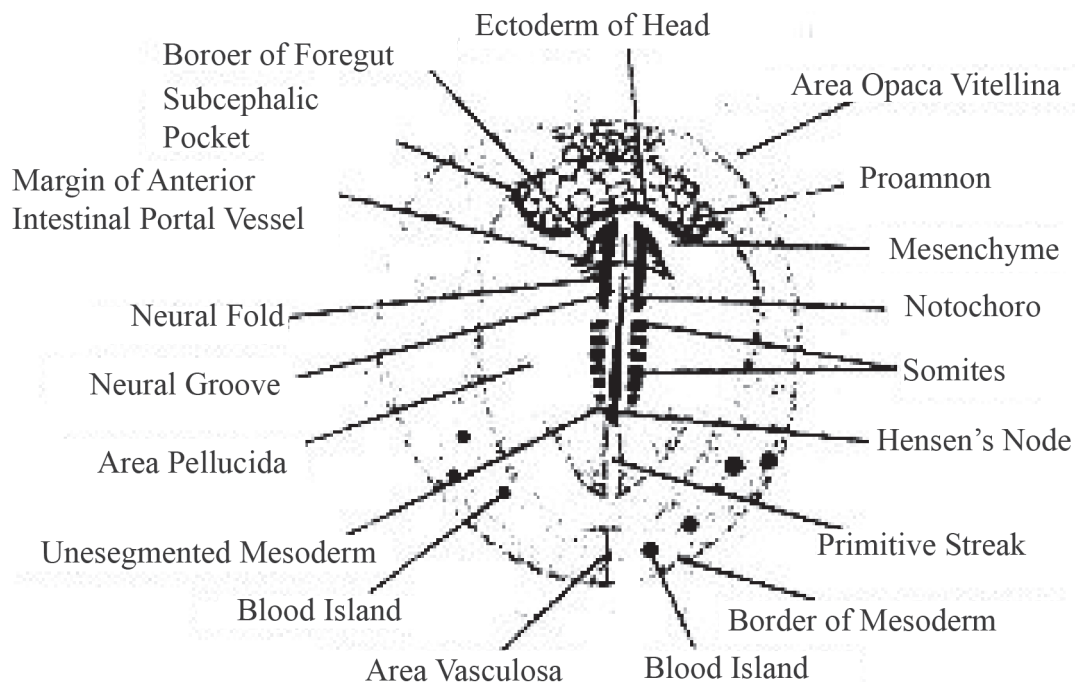 Ectoderm of Head
Boroer of Foregut
Subcephalic
Pocket
Margin of Anterior
Intestinal Portal Vessel
Neural Fold
Neural Groove
Area Pellucida
Unesegmented Mesoderm
Blood Island
Area Vasculosa
Area Opaca Vitellina
Proamnon
Mesenchyme
Notochoro
Somites
Hensen's Node
Primitive Streak
Border of Mesoderm
Blood Island